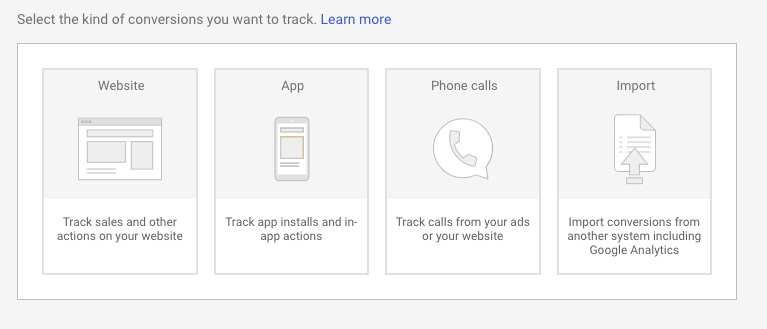 Select the kind of conversions you want to track. Learn more
Website
App
Phone calls
Import
Track sales and other
actions on your website
Track app installs and in-
app actions
Track calls from your ads
or your website
Import conversions from
another system including
Google Analytics